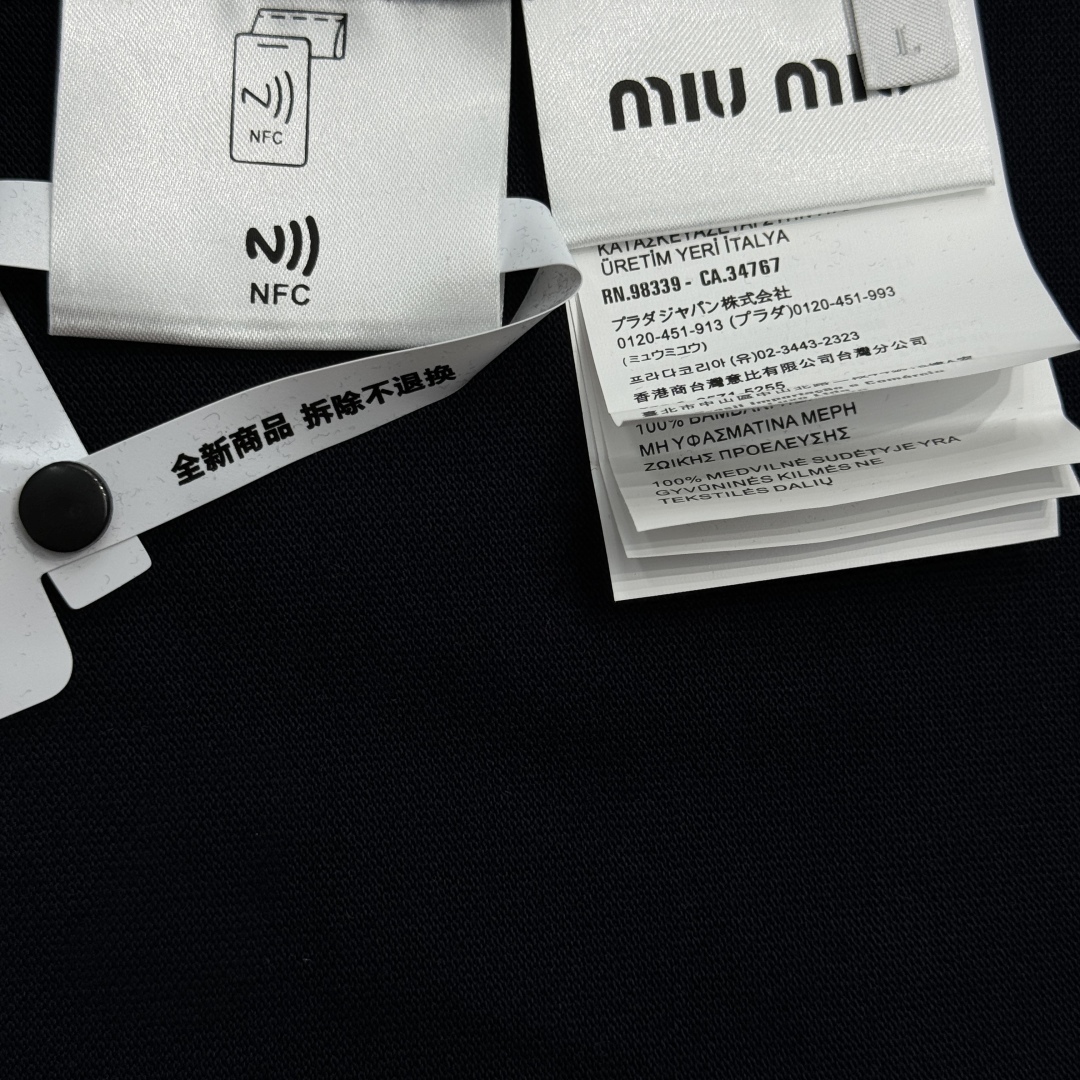 NFC
NFC
miu
L
ÜRETİM YERİ İTALYA
RN.98339 - CA.34767
プラダジャパン株式会社
0120-451-913 (プラダ)0120-451-993
(ミュウミュウ)
프라다코리아(유)02-3443-2323
香港商台灣意比有限公司台灣分公司
100% ΒΑΜΒΑΚΙ
ΜΗ ΥΦΑΣΜΑΤΙΝΑ ΜΕΡΗ
ΖΩΙΚΗΣ ΠΡΟΕΛΕΥΣΗΣ
100% MEDVILNĖ SUDĖTYJE YRA
GYVŪNINĖS KILMĖS NE
TEKSTILĖS DALIŲ
全新商品 拆除不退换